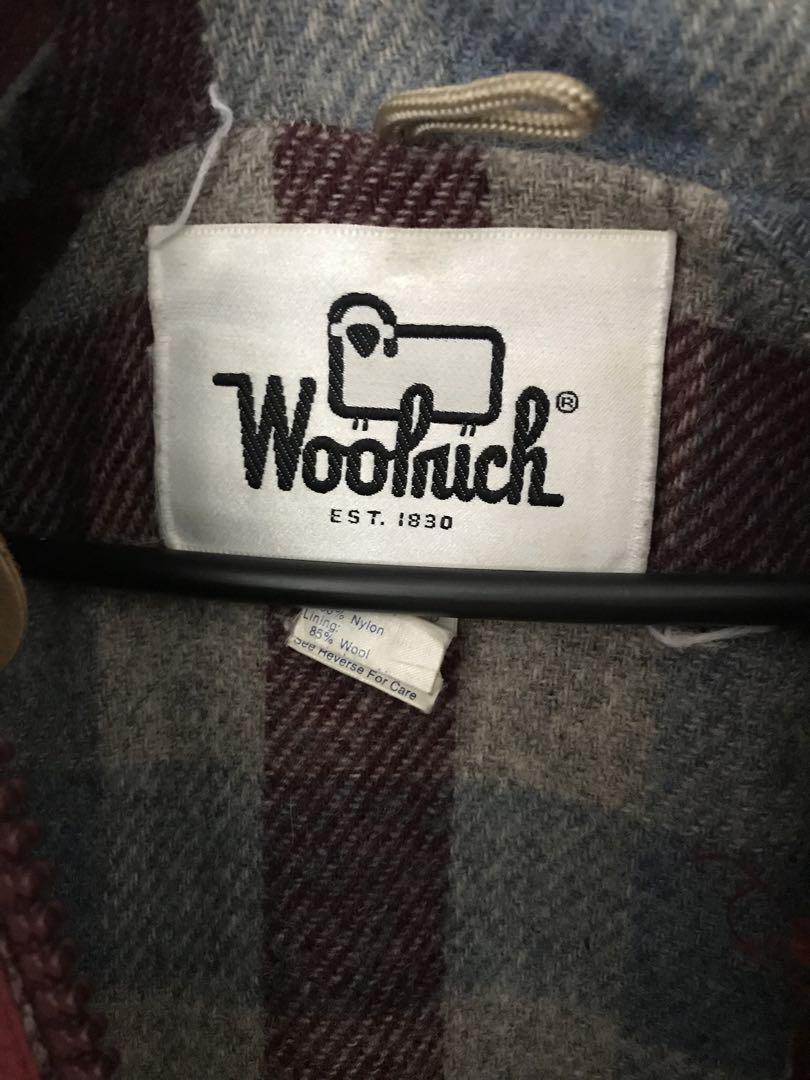 Woolrich®
EST. 1830
% Nylon
Lining:
85% Wool
See Reverse For Care